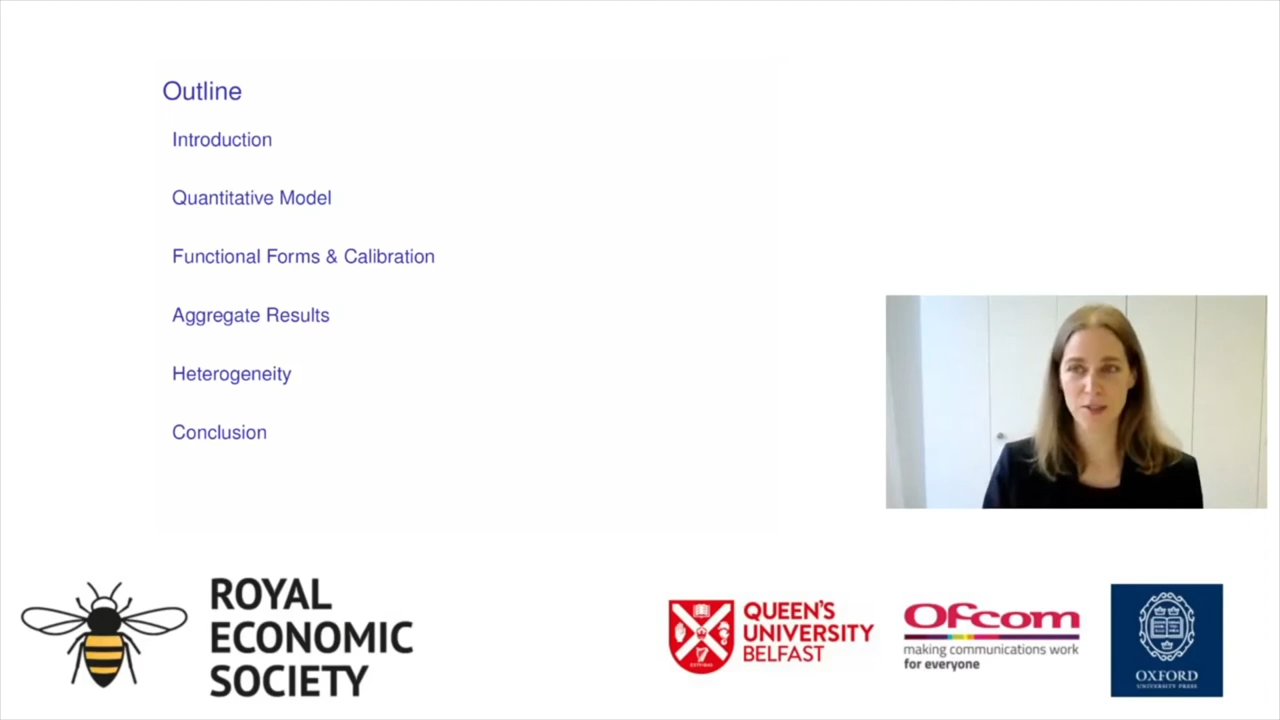 Outline
Introduction
Quantitative Model
Functional Forms & Calibration
Aggregate Results
Heterogeneity
Conclusion
ROYAL
ECONOMIC
SOCIETY
QUEEN'S
UNIVERSITY
BELFAST
Ofcom
making communications work
for everyone
OXFORD
UNIVERSITY PRESS